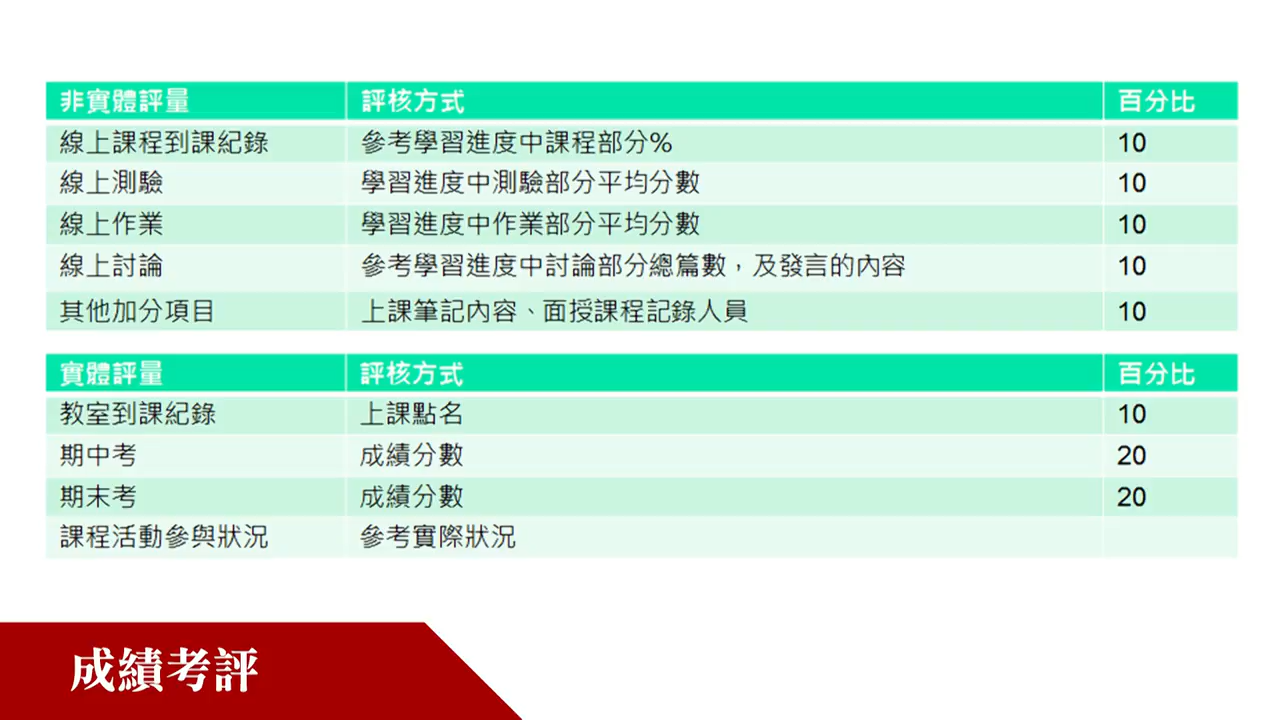 非實體評量 評核方式 百分比
線上課程到課紀錄 參考學習進度中課程部分% 10
線上測驗 學習進度中測驗部分平均分數 10
線上作業 學習進度中作業部分平均分數 10
線上討論 參考學習進度中討論部分總篇數，及發言的內容 10
其他加分項目 上課筆記內容、面授課程記錄人員 10
實體評量 評核方式 百分比
教室到課紀錄 上課點名 10
期中考 成績分數 20
期末考 成績分數 20
課程活動參與狀況 參考實際狀況
成績考評